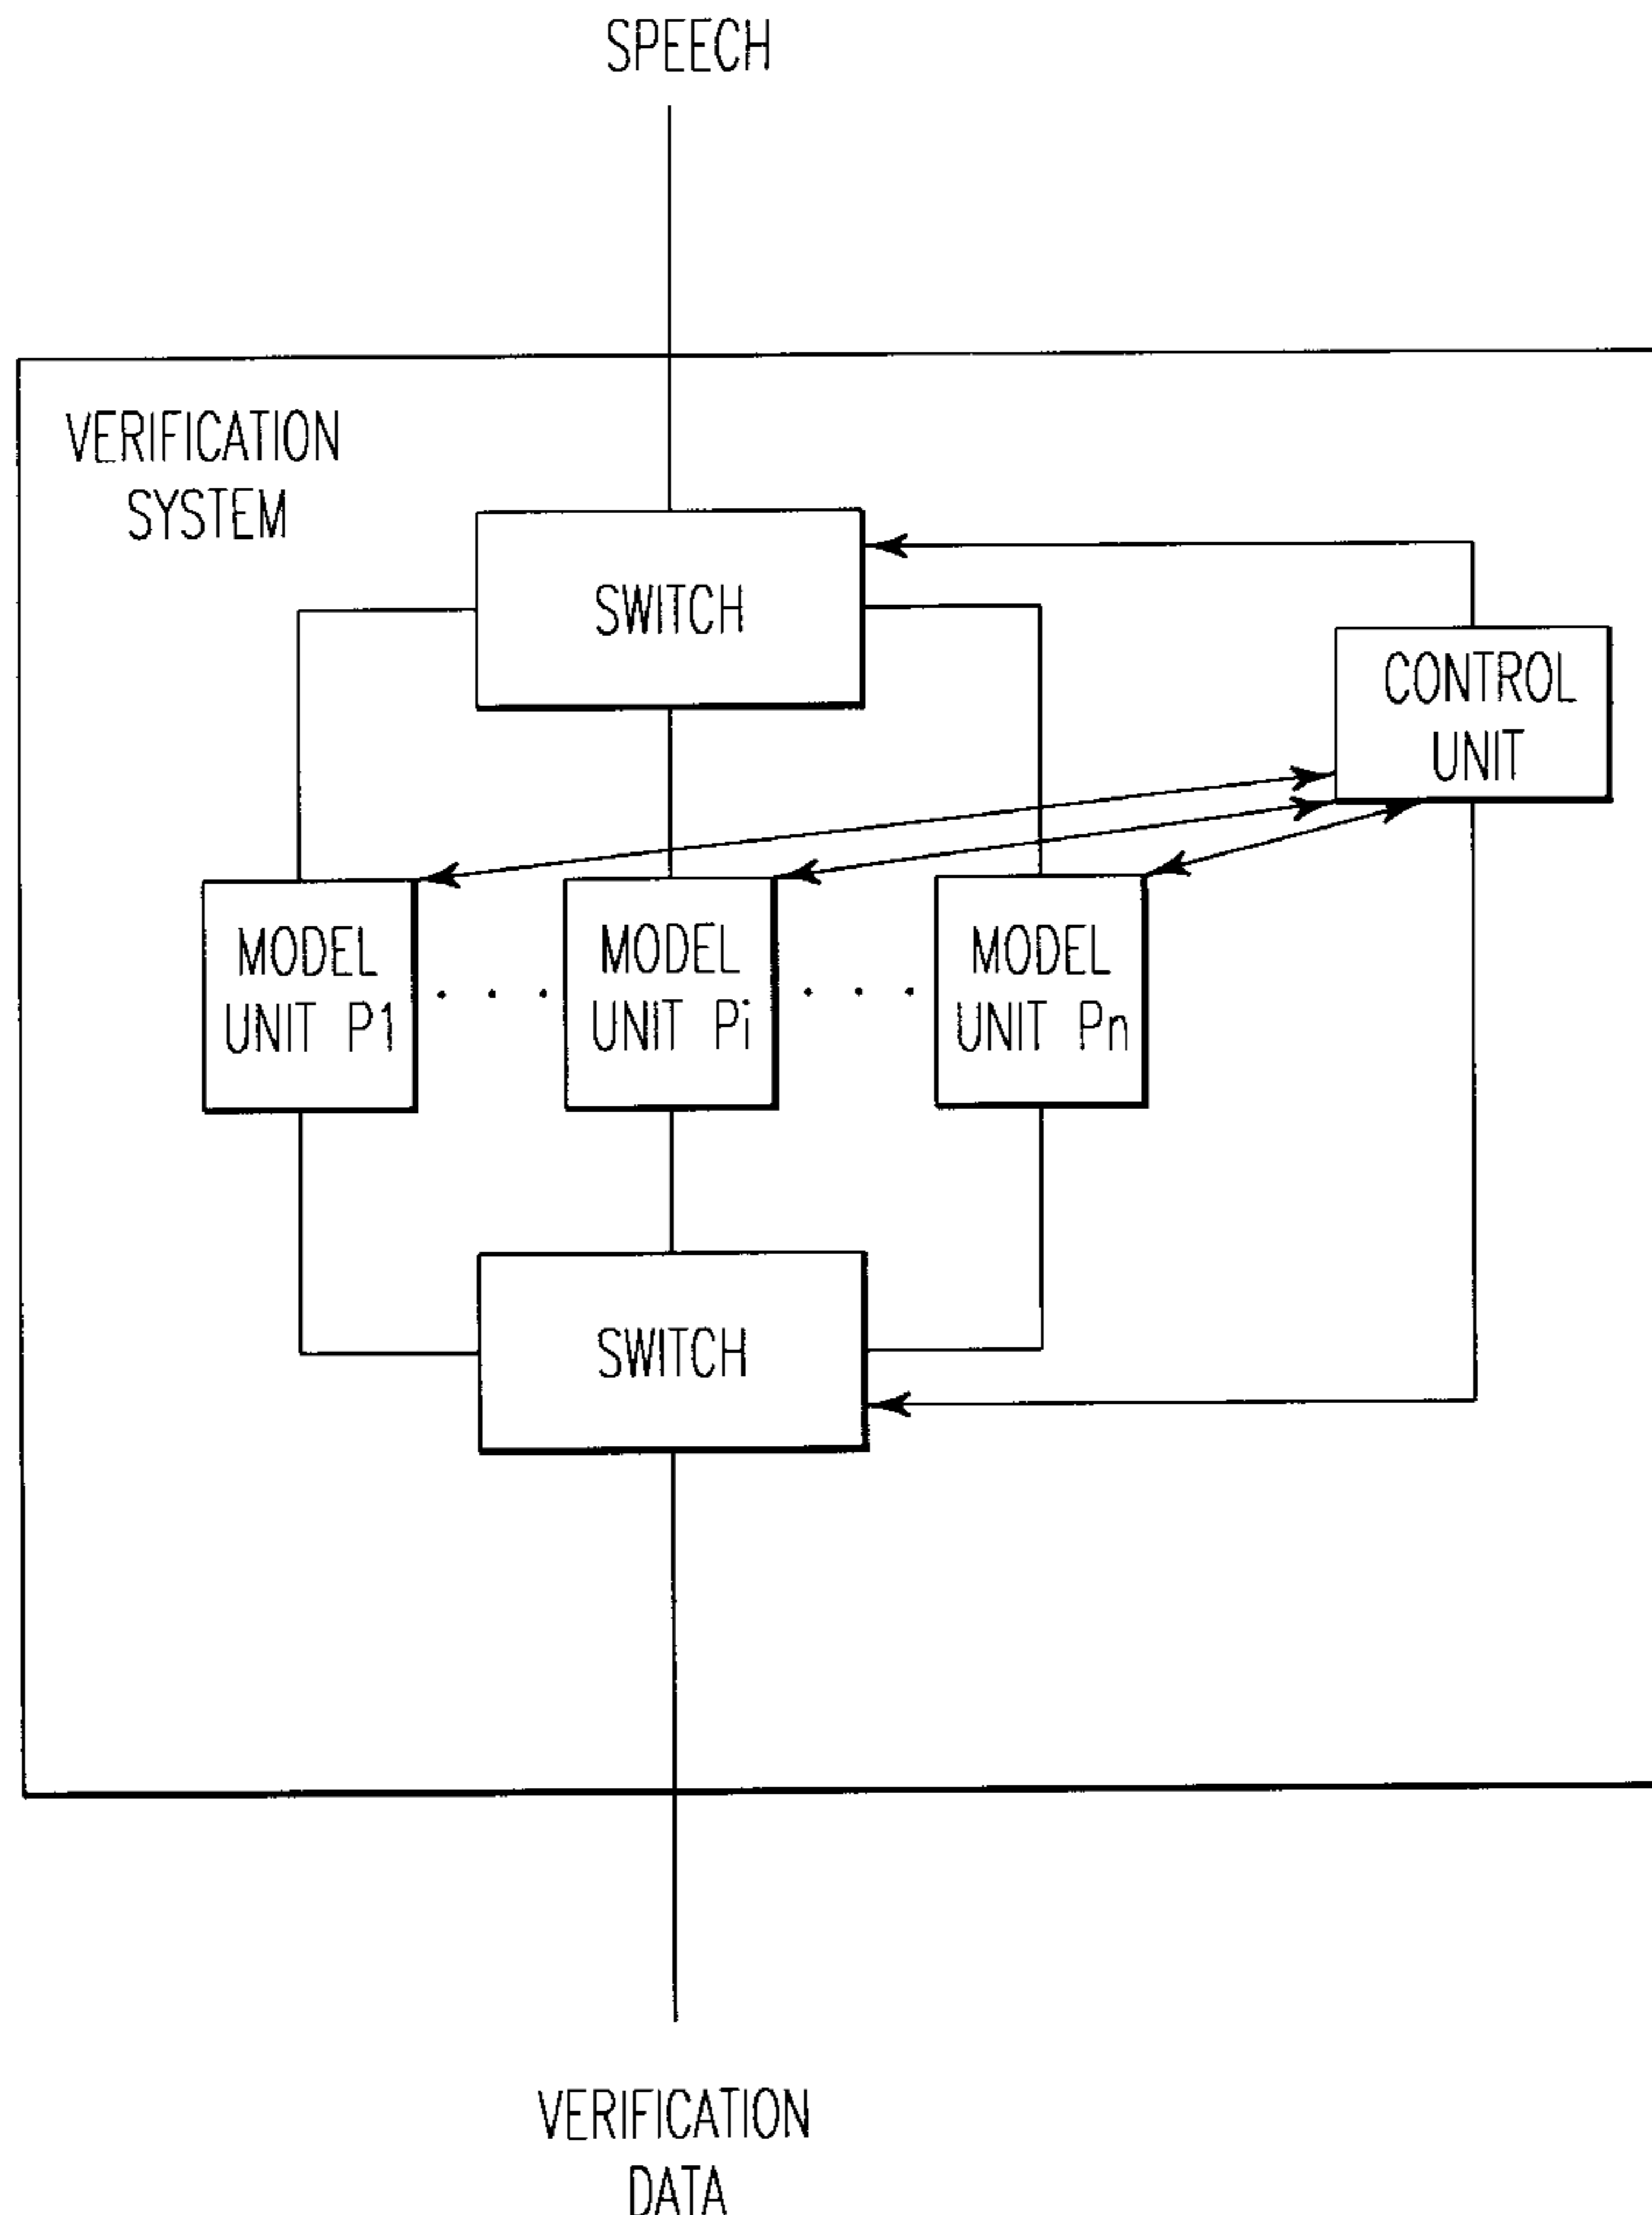 SPEECH
VERIFICATION
SYSTEM
SWITCH
CONTROL
UNIT
MODEL
UNIT P1
MODEL
UNIT Pi
MODEL
UNIT Pn
SWITCH
VERIFICATION
DATA